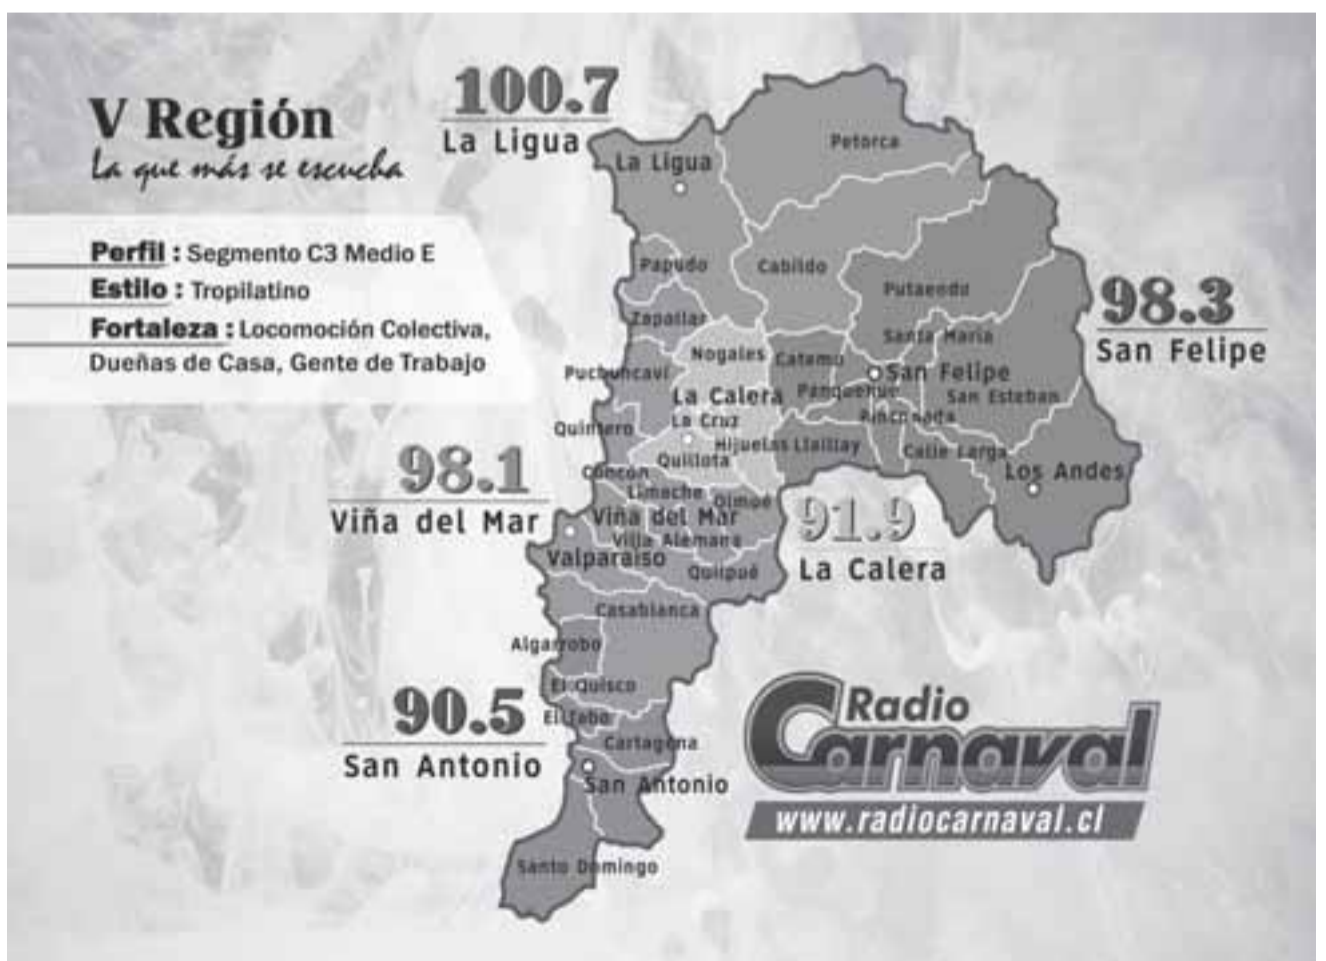 V Región
La que más se escucha
Perfil : Segmento C3 Medio E
Estilo : Tropilatino
Fortaleza : Locomoción Colectiva,
Dueñas de Casa, Gente de Trabajo
100.7
La Ligua
98.3
San Felipe
98.1
Viña del Mar
91.9
La Calera
90.5
San Antonio
Petorca
La Ligua
Papudo
Cabildo
Putaendo
Zapallar
Santa María
Nogales
Catemu
Puchuncaví
San Felipe
Panquehue
San Esteban
La Calera
Rinconada
La Cruz
Quintero
Hijuelas
Llaillay
Calle Larga
Quillota
Los Andes
Concón
Limache
Olmué
Viña del Mar
Villa Alemana
Valparaíso
Quilpué
Casablanca
Algarrobo
El Quisco
El Tabo
Cartagena
San Antonio
Santo Domingo
Radio
Carnaval
www.radiocarnaval.cl